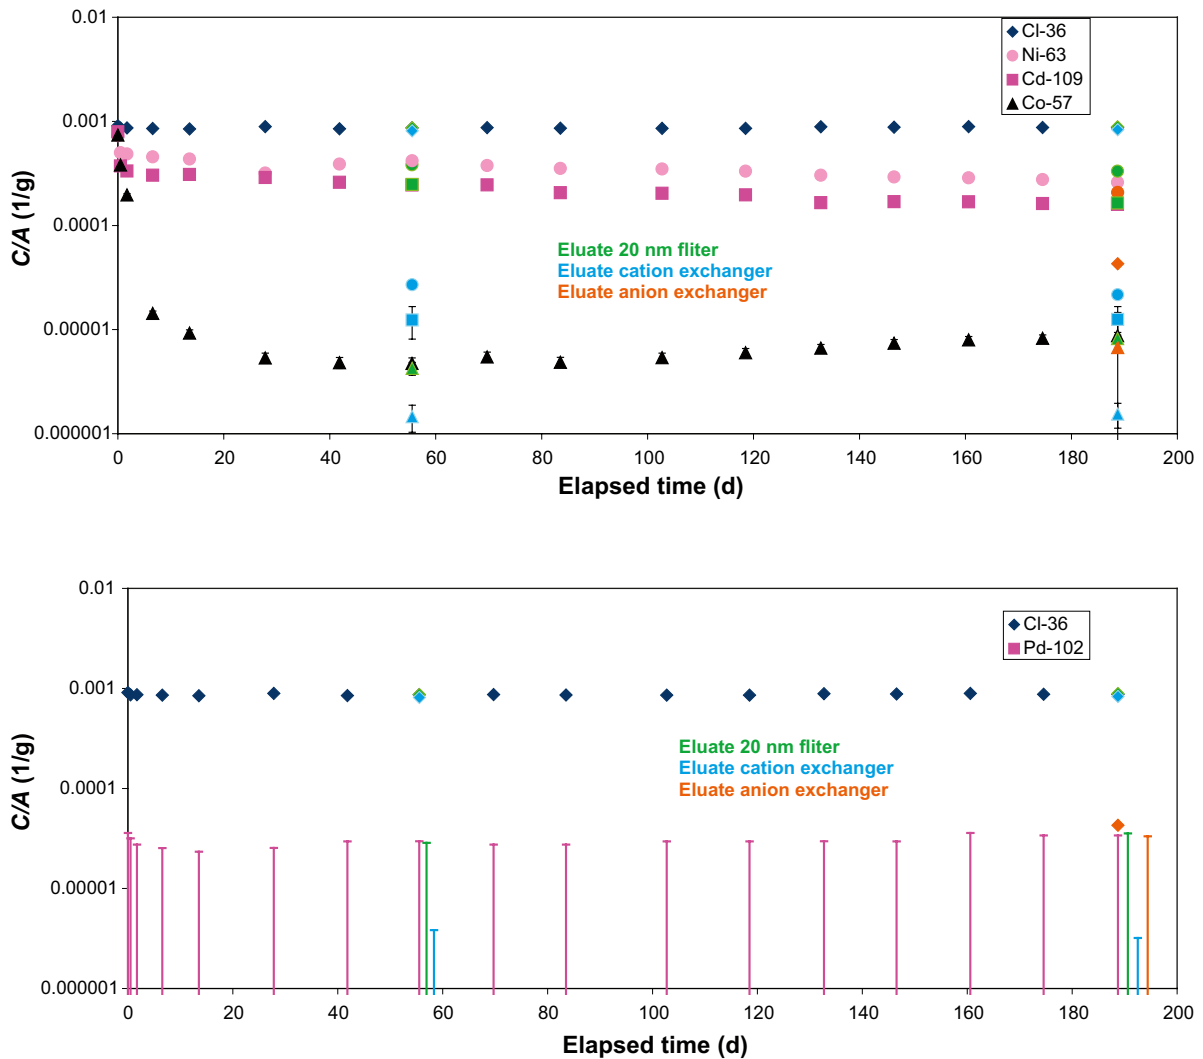 0.01
0.001
0.0001
0.00001
0.000001
C/A (1/g)
Cl-36
Ni-63
Cd-109
Co-57
Eluate 20 nm fliter
Eluate cation exchanger
Eluate anion exchanger
0 20 40 60 80 100 120 140 160 180 200
Elapsed time (d)
0.01
0.001
0.0001
0.00001
0.000001
C/A (1/g)
Cl-36
Pd-102
Eluate 20 nm fliter
Eluate cation exchanger
Eluate anion exchanger
0 20 40 60 80 100 120 140 160 180 200
Elapsed time (d)